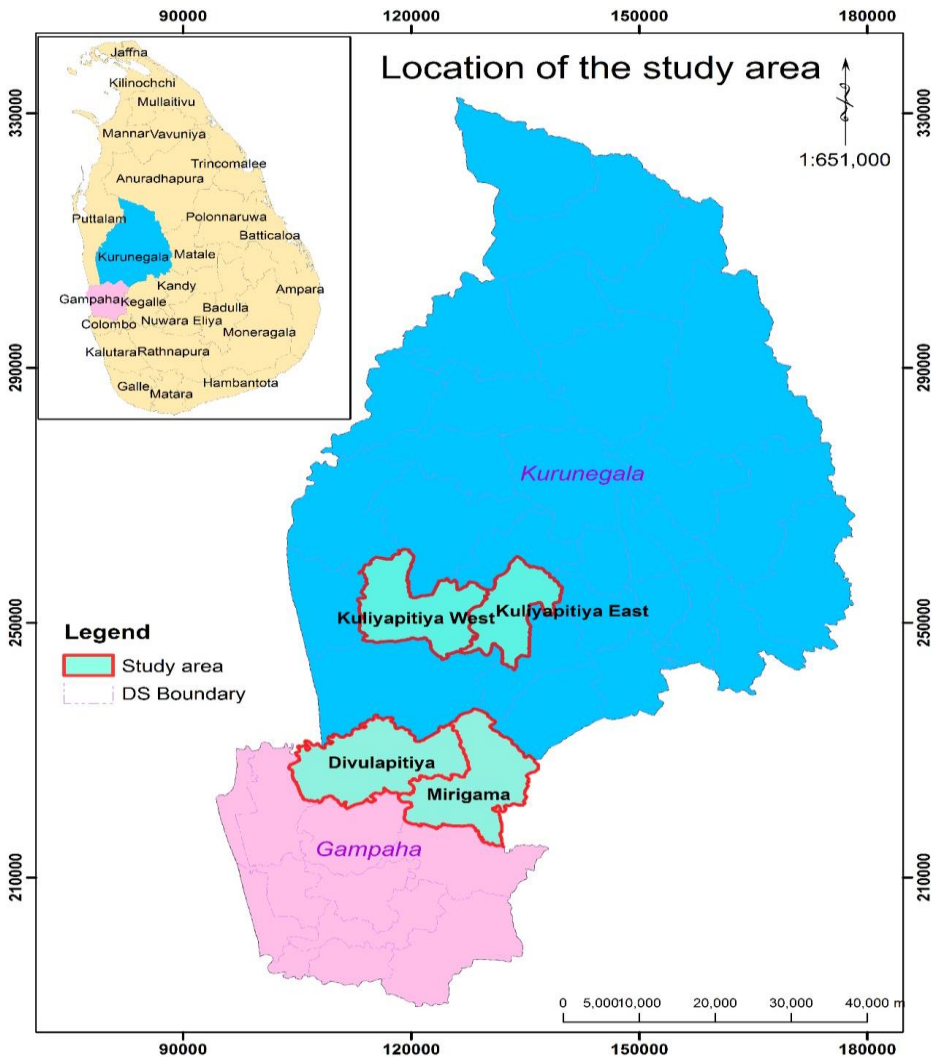 90000 120000 150000 180000
Location of the study area
1:651,000
330000 330000
290000 290000
250000 250000
210000 210000
Jaffna
Kilinochchi
Mullaitivu
Mannar Vavuniya
Trincomalee
Anuradhapura
Puttalam Polonnaruwa
Batticaloa
Kurunegala Matale
Kandy Ampara
Gampaha Kegalle
Badulla
Colombo Nuwara Eliya
Moneragala
Kalutara Rathnapura
Galle Hambantota
Matara
Kurunegala
Kuliyapitiya West Kuliyapitiya East
Legend
Study area
DS Boundary
Divulapitiya
Mirigama
Gampaha
0 5,000 10,000 20,000 30,000 40,000 m
90000 120000 150000 180000